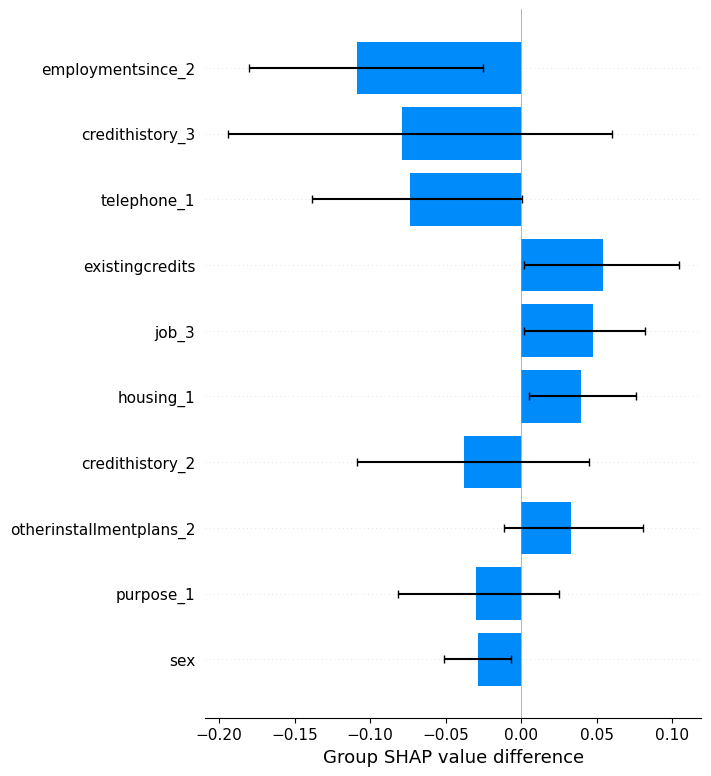 employmentsince_2
credithistory_3
telephone_1
existingcredits
job_3
housing_1
credithistory_2
otherinstallmentplans_2
purpose_1
sex
−0.20 −0.15 −0.10 −0.05 0.00 0.05 0.10
Group SHAP value difference